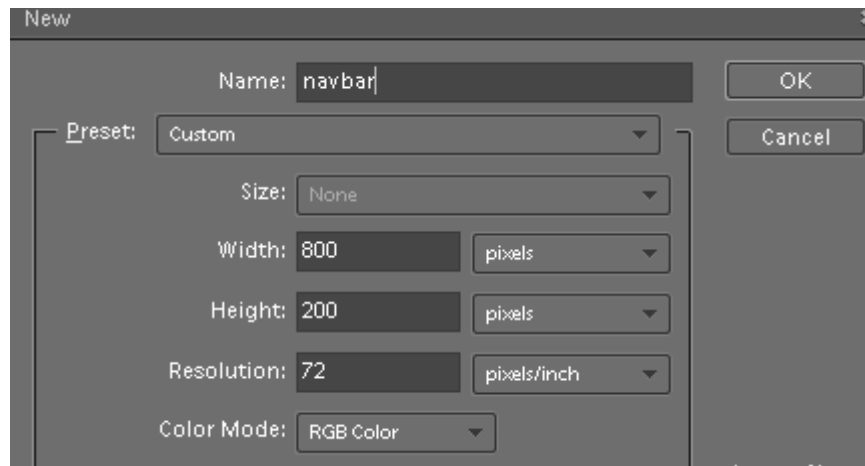 New
Name: navbar
OK
Preset: Custom
Cancel
Size: None
Width: 800 pixels
Height: 200 pixels
Resolution: 72 pixels/inch
Color Mode: RGB Color